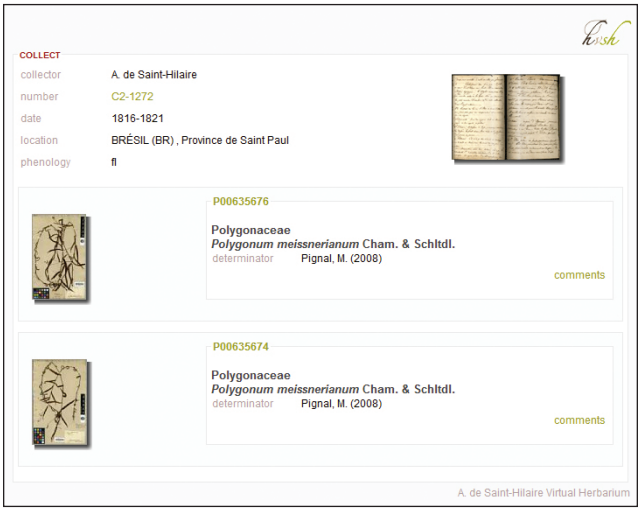 hvsh
COLLECT
collector A. de Saint-Hilaire
number C2-1272
date 1816-1821
location BRÉSIL (BR) , Province de Saint Paul
phenology fl
P00635676
Polygonaceae
Polygonum meissnerianum Cham. & Schltdl.
determinator Pignal, M. (2008)
comments
P00635674
Polygonaceae
Polygonum meissnerianum Cham. & Schltdl.
determinator Pignal, M. (2008)
comments
A. de Saint-Hilaire Virtual Herbarium